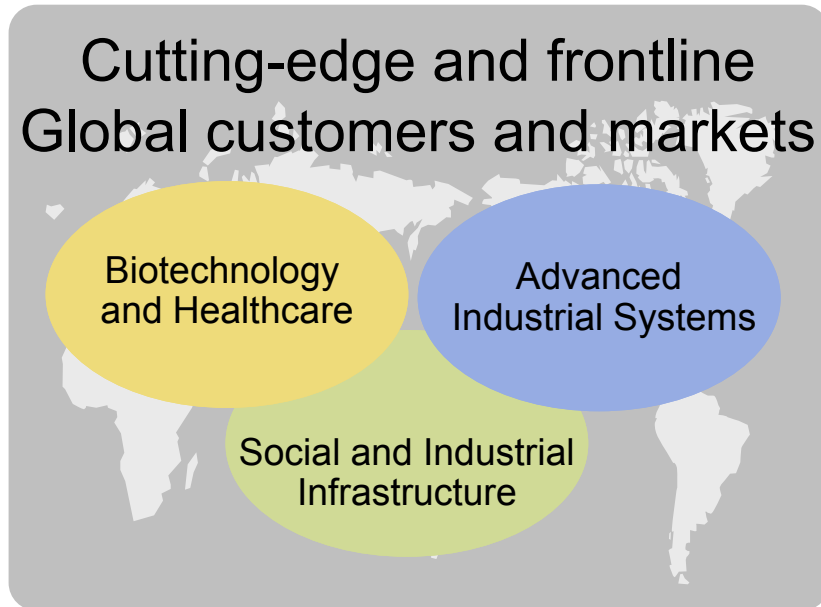 Cutting-edge and frontline
Global customers and markets
Biotechnology
and Healthcare
Advanced
Industrial Systems
Social and Industrial
Infrastructure